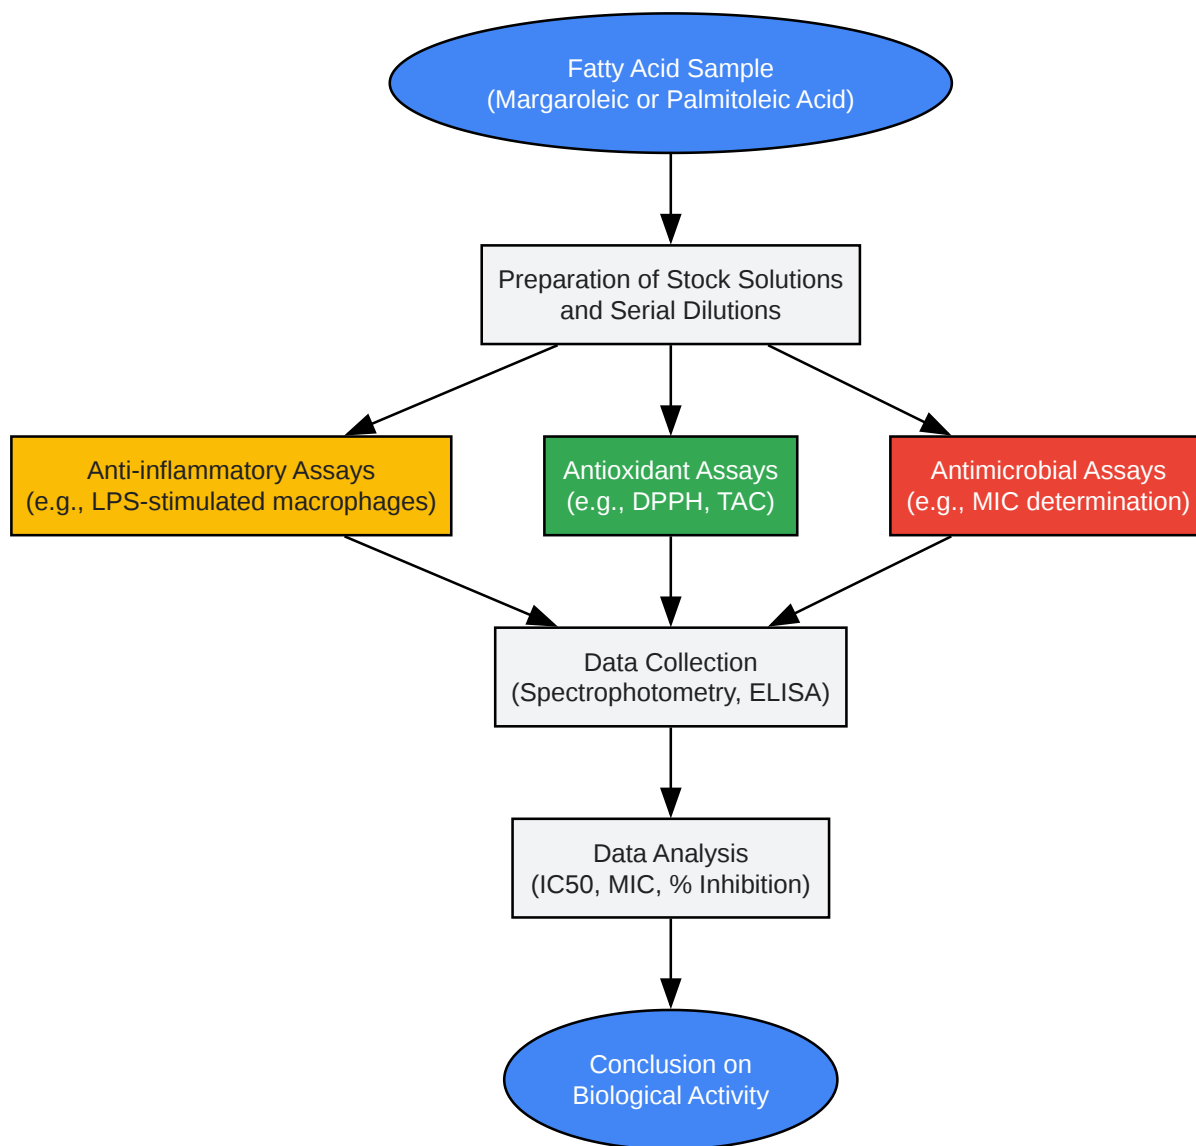 Fatty Acid Sample
(Margaroleic or Palmitoleic Acid)
Preparation of Stock Solutions
and Serial Dilutions
Anti-inflammatory Assays
(e.g., LPS-stimulated macrophages)
Antioxidant Assays
(e.g., DPPH, TAC)
Antimicrobial Assays
(e.g., MIC determination)
Data Collection
(Spectrophotometry, ELISA)
Data Analysis
(IC50, MIC, % Inhibition)
Conclusion on
Biological Activity